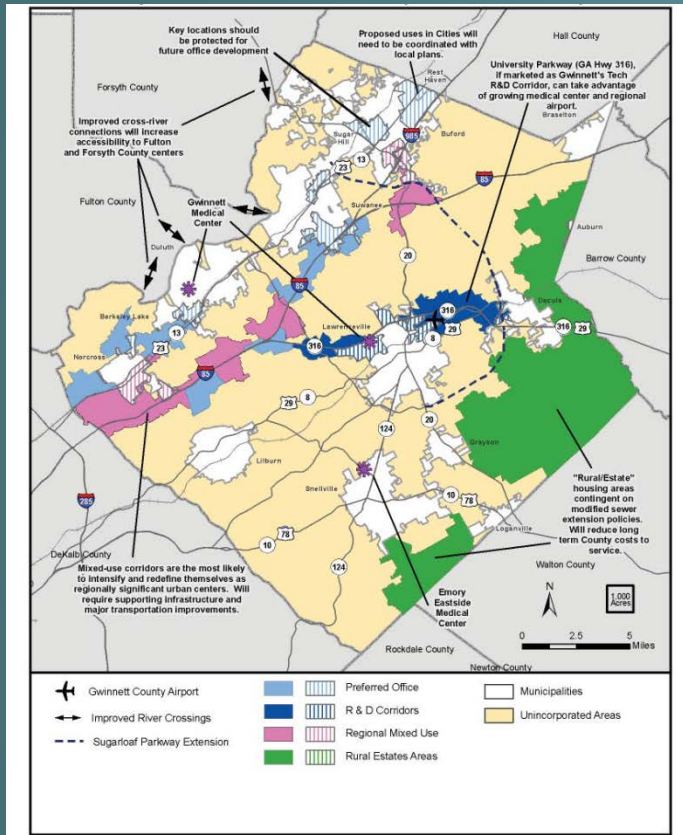 Key locations should
be protected for
future office development
Proposed uses in Cities will
need to be coordinated with
local plans.
Hall County
University Parkway (GA Hwy 316),
if marketed as Gwinnett's Tech
R&D Corridor, can take advantage
of growing medical center and regional
airport.
Forsyth County
Rest
Haven
Braselton
Improved cross-river
connections will increase
accessibility to Fulton
and Forsyth County centers
Sugar
Hill
985
Buford
13
23
85
Fulton County
Gwinnett
Medical
Center
Suwanee
Duluth
20
Auburn
Barrow County
85
Berkeley Lake
Dacula
316
13
Lawrenceville
29
316
29
316
8
Norcross
23
85
8
29
20
124
Grayson
Lilburn
Snellville
"Rural/Estate"
housing areas
contingent on
modified sewer
extension policies.
Will reduce long
term County costs to
service.
285
10
78
78
Loganville
DeKalb County
10
Walton County
Mixed-use corridors are the most likely
to intensify and redefine themselves as
regionally significant urban centers. Will
require supporting infrastructure and
major transportation improvements.
124
Emory
Eastside
Medical
Center
N
1,000
Acres
Rockdale County
0 2.5 5
Miles
Newton County
Gwinnett County Airport
Preferred Office
Municipalities
Improved River Crossings
R & D Corridors
Unincorporated Areas
Sugarloaf Parkway Extension
Regional Mixed Use
Rural Estates Areas